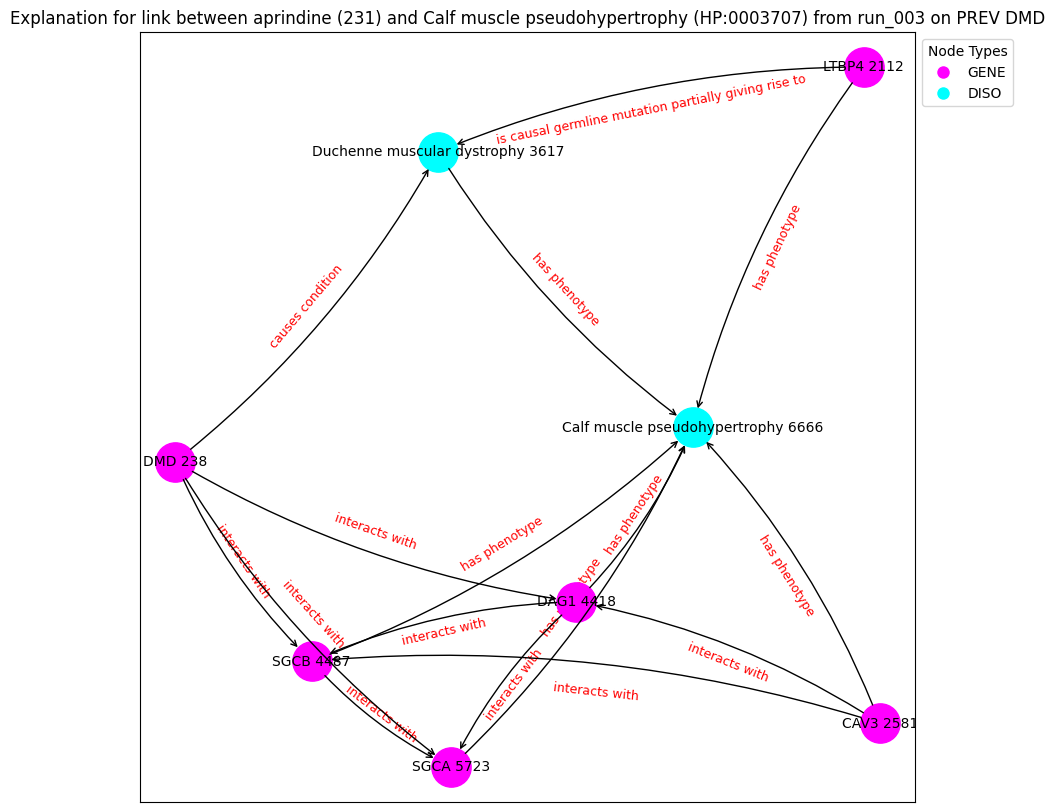 Explanation for link between aprindine (231) and Calf muscle pseudohypertrophy (HP:0003707) from run_003 on PREV DMD
Node Types
GENE
DISO
LTBP4 2112
is causal germline mutation partially giving rise to
Duchenne muscular dystrophy 3617
has phenotype
has phenotype
causes condition
Calf muscle pseudohypertrophy 6666
DMD 238
interacts with
has phenotype
has phenotype
interacts with
interacts with
has phenotype
has
type
DAG1 4418
interacts with
interacts with
SGCB 4487
interacts with
interacts with
interacts with
CAV3 2581
SGCA 5723